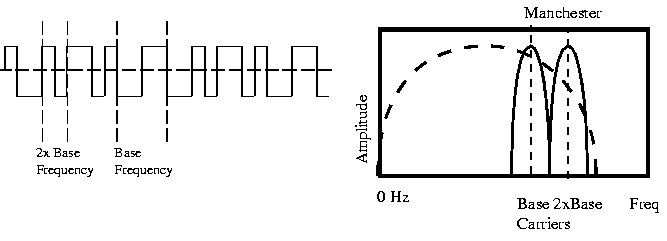 2x Base
Frequency
Base
Frequency
Manchester
Amplitude
0 Hz
Base 2xBase
Carriers
Freq